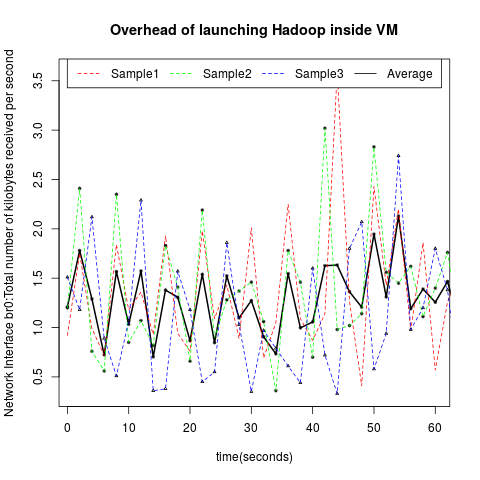 Overhead of launching Hadoop inside VM
Network Interface br0:Total number of kilobytes received per second
Sample1 Sample2 Sample3 Average
3.5
3.0
2.5
2.0
1.5
1.0
0.5
0 10 20 30 40 50 60
time(seconds)